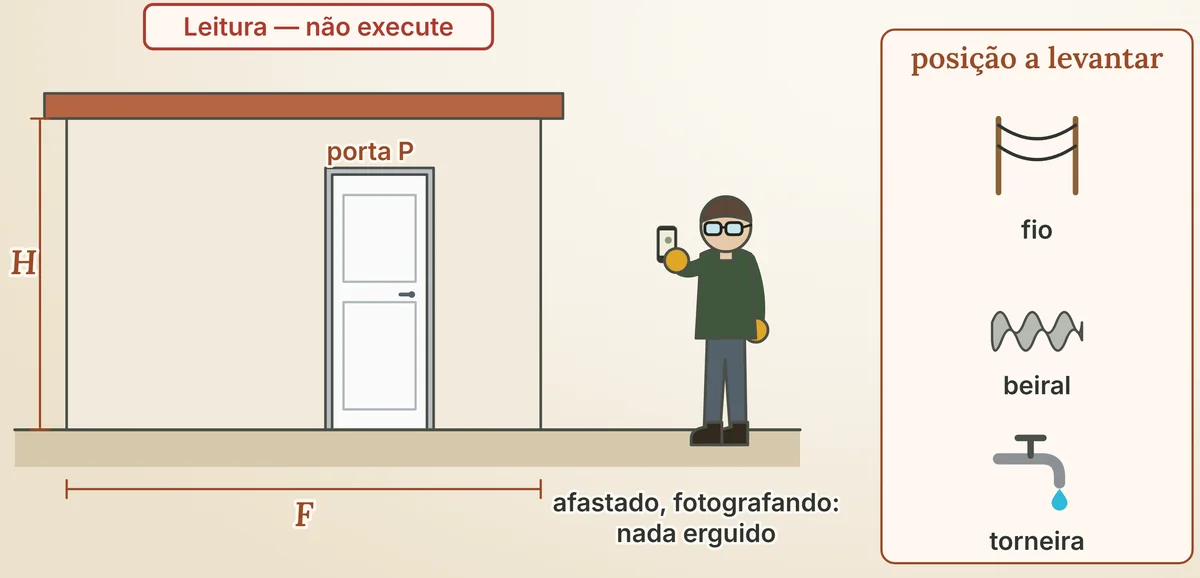 Leitura — não execute
porta P
H
F
afastado, fotografando:
nada erguido
posição a levantar
fio
beiral
torneira